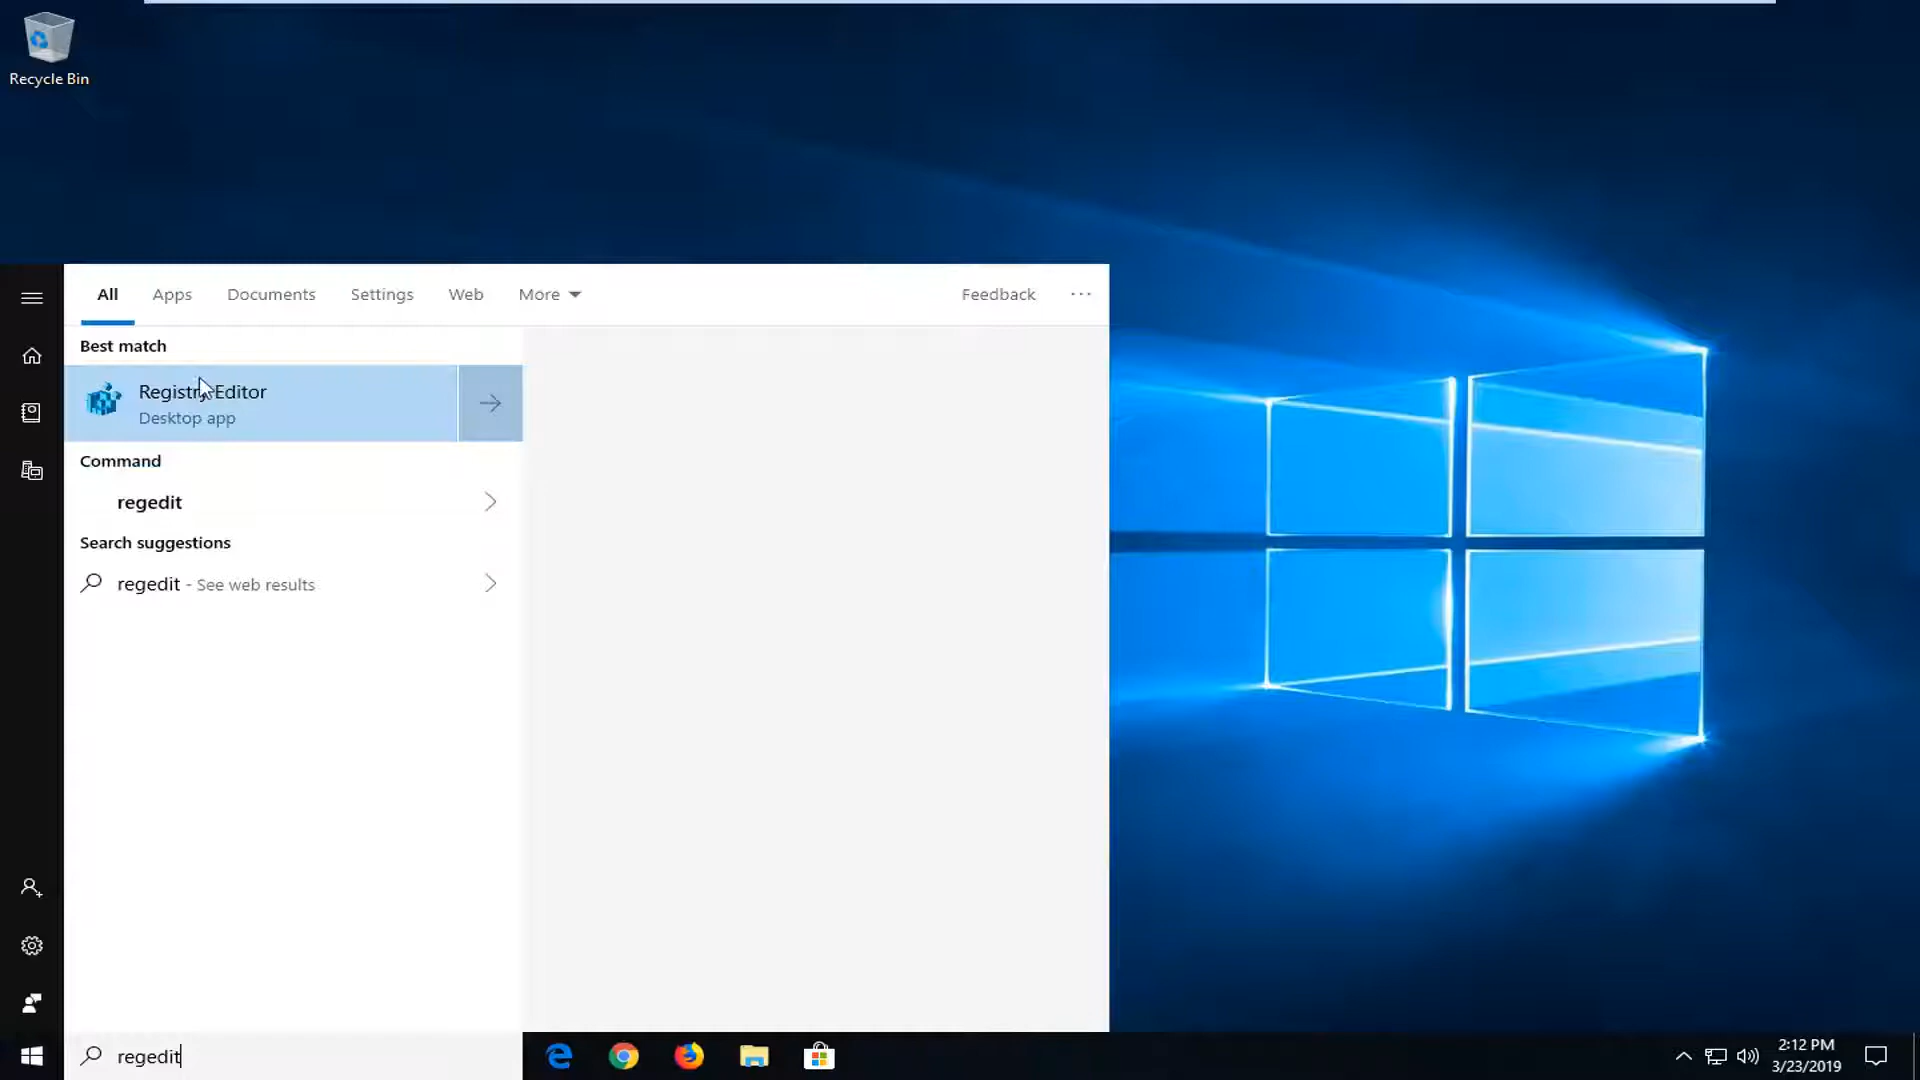 Recycle Bin
All Apps Documents Settings Web More Feedback
Best match
Registry Editor
Desktop app
Command
regedit
Search suggestions
regedit - See web results
regedit
2:12 PM
3/23/2019